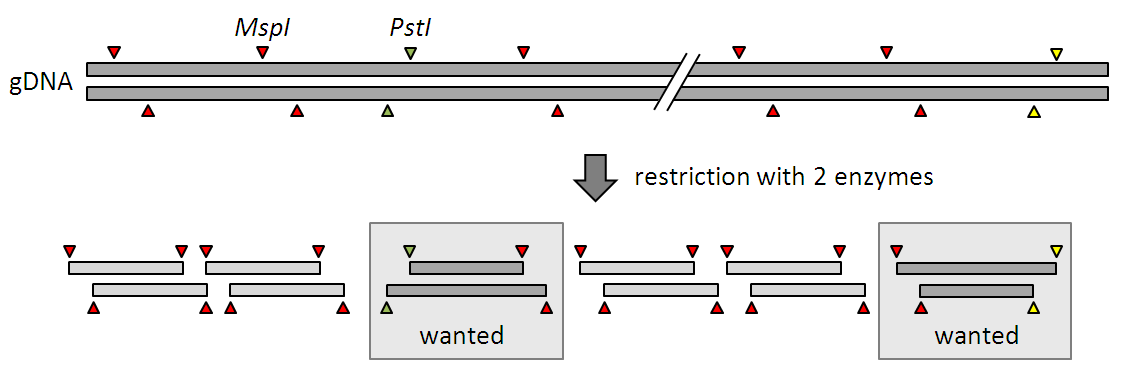 MspI PstI
gDNA
restriction with 2 enzymes
wanted wanted